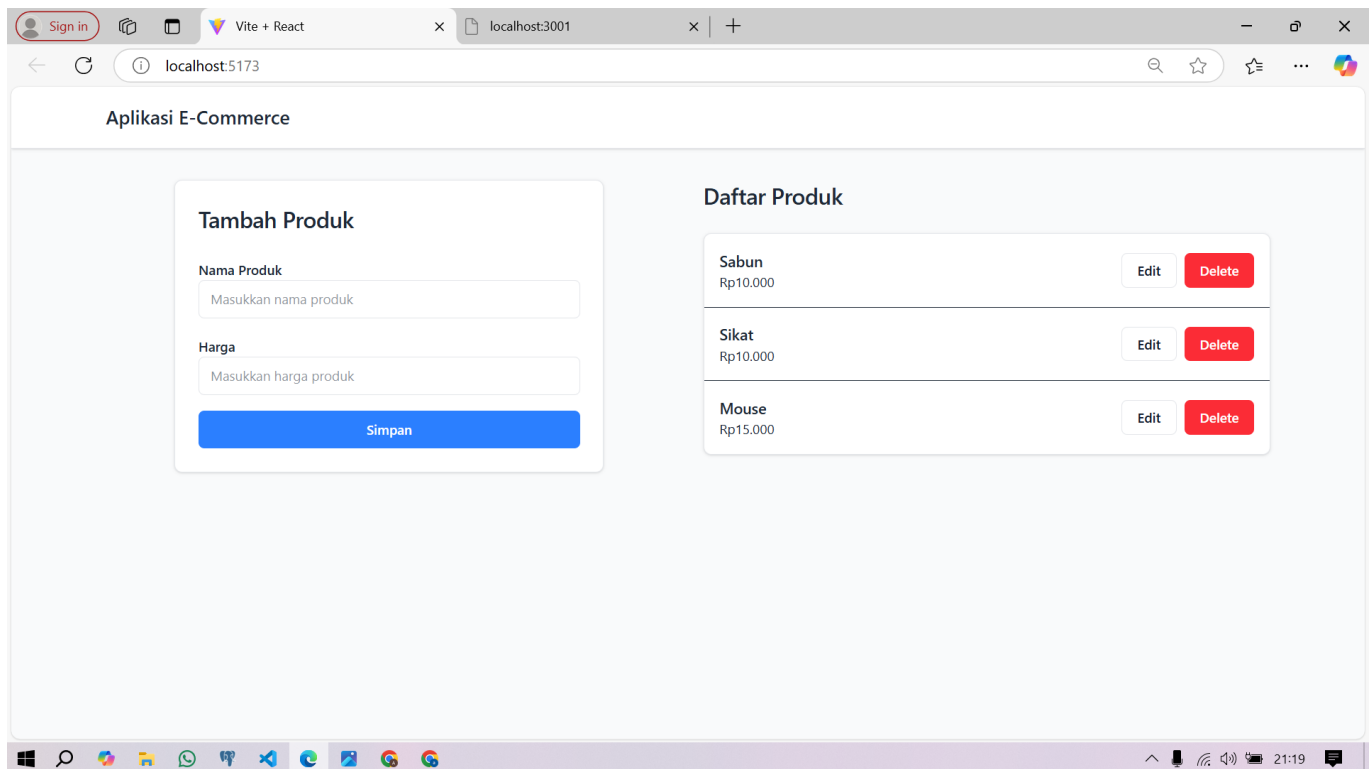 Sign in
Vite + React
localhost:3001
localhost:5173
Aplikasi E-Commerce
Tambah Produk
Nama Produk
Masukkan nama produk
Harga
Masukkan harga produk
Simpan
Daftar Produk
Sabun
Rp10.000
Edit
Delete
Sikat
Rp10.000
Edit
Delete
Mouse
Rp15.000
Edit
Delete
21:19